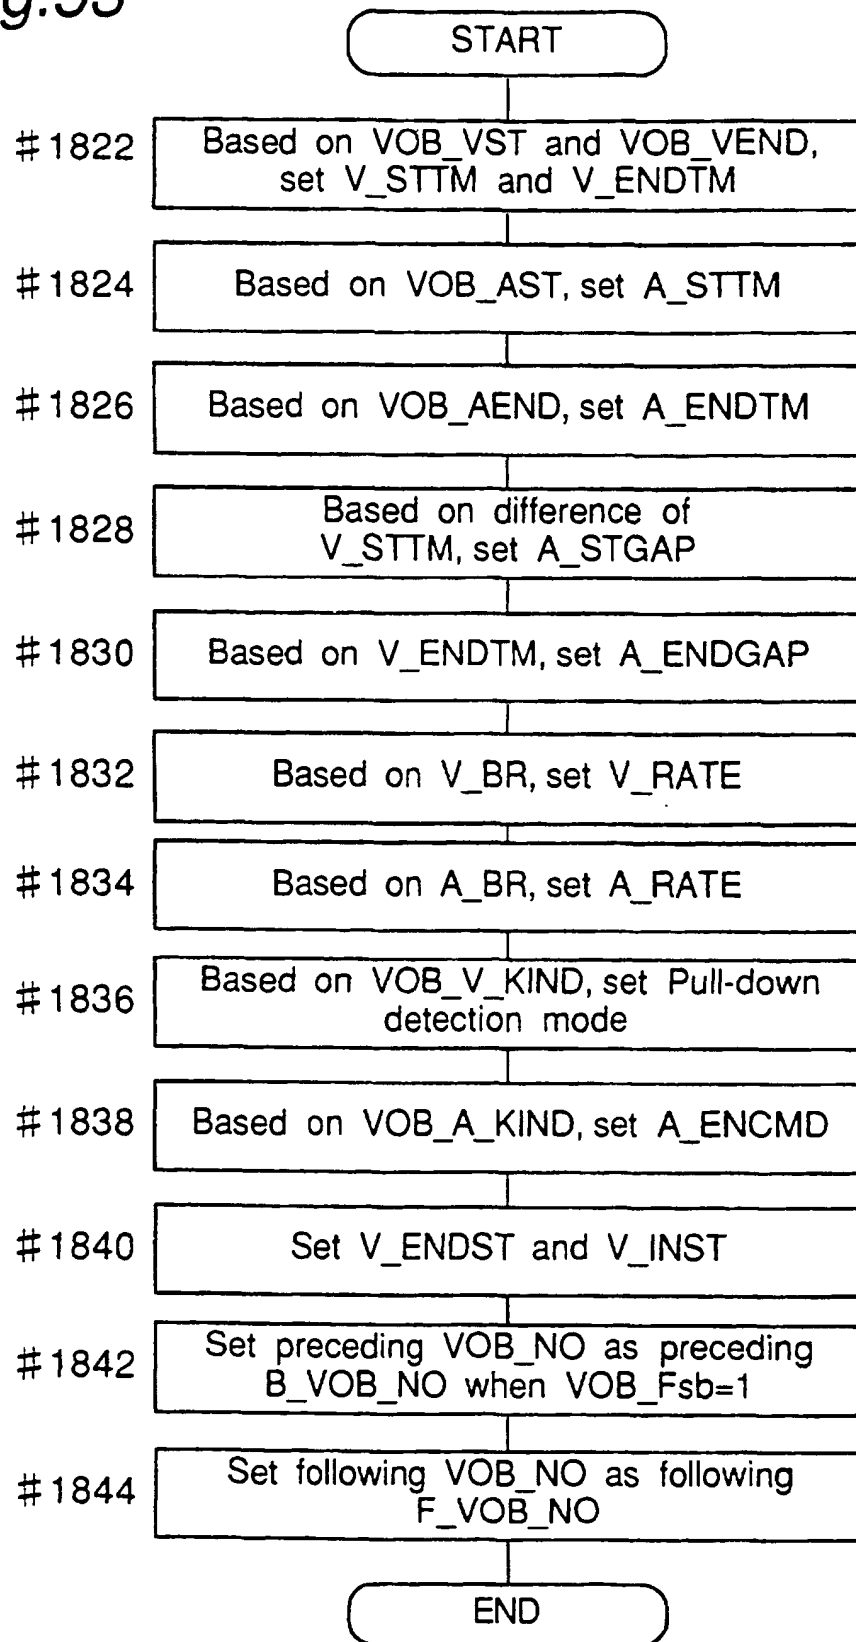 g.53
START
#1822
Based on VOB_VST and VOB_VEND,
set V_STTM and V_ENDTM
#1824
Based on VOB_AST, set A_STTM
#1826
Based on VOB_AEND, set A_ENDTM
#1828
Based on difference of
V_STTM, set A_STGAP
#1830
Based on V_ENDTM, set A_ENDGAP
#1832
Based on V_BR, set V_RATE
#1834
Based on A_BR, set A_RATE
#1836
Based on VOB_V_KIND, set Pull-down
detection mode
#1838
Based on VOB_A_KIND, set A_ENCMD
#1840
Set V_ENDST and V_INST
#1842
Set preceding VOB_NO as preceding
B_VOB_NO when VOB_Fsb=1
#1844
Set following VOB_NO as following
F_VOB_NO
END